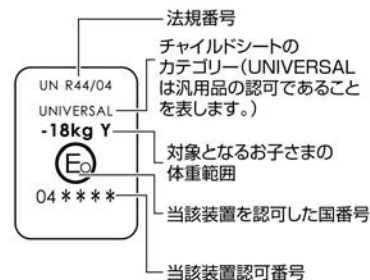 法規番号
チャイルドシートの
カテゴリー(UNIVERSAL
は汎用品の認可であること
を表します。)
UN R44/04
UNIVERSAL
-18kg Y
対象となるお子さまの
体重範囲
E
04****
当該装置を認可した国番号
当該装置認可番号